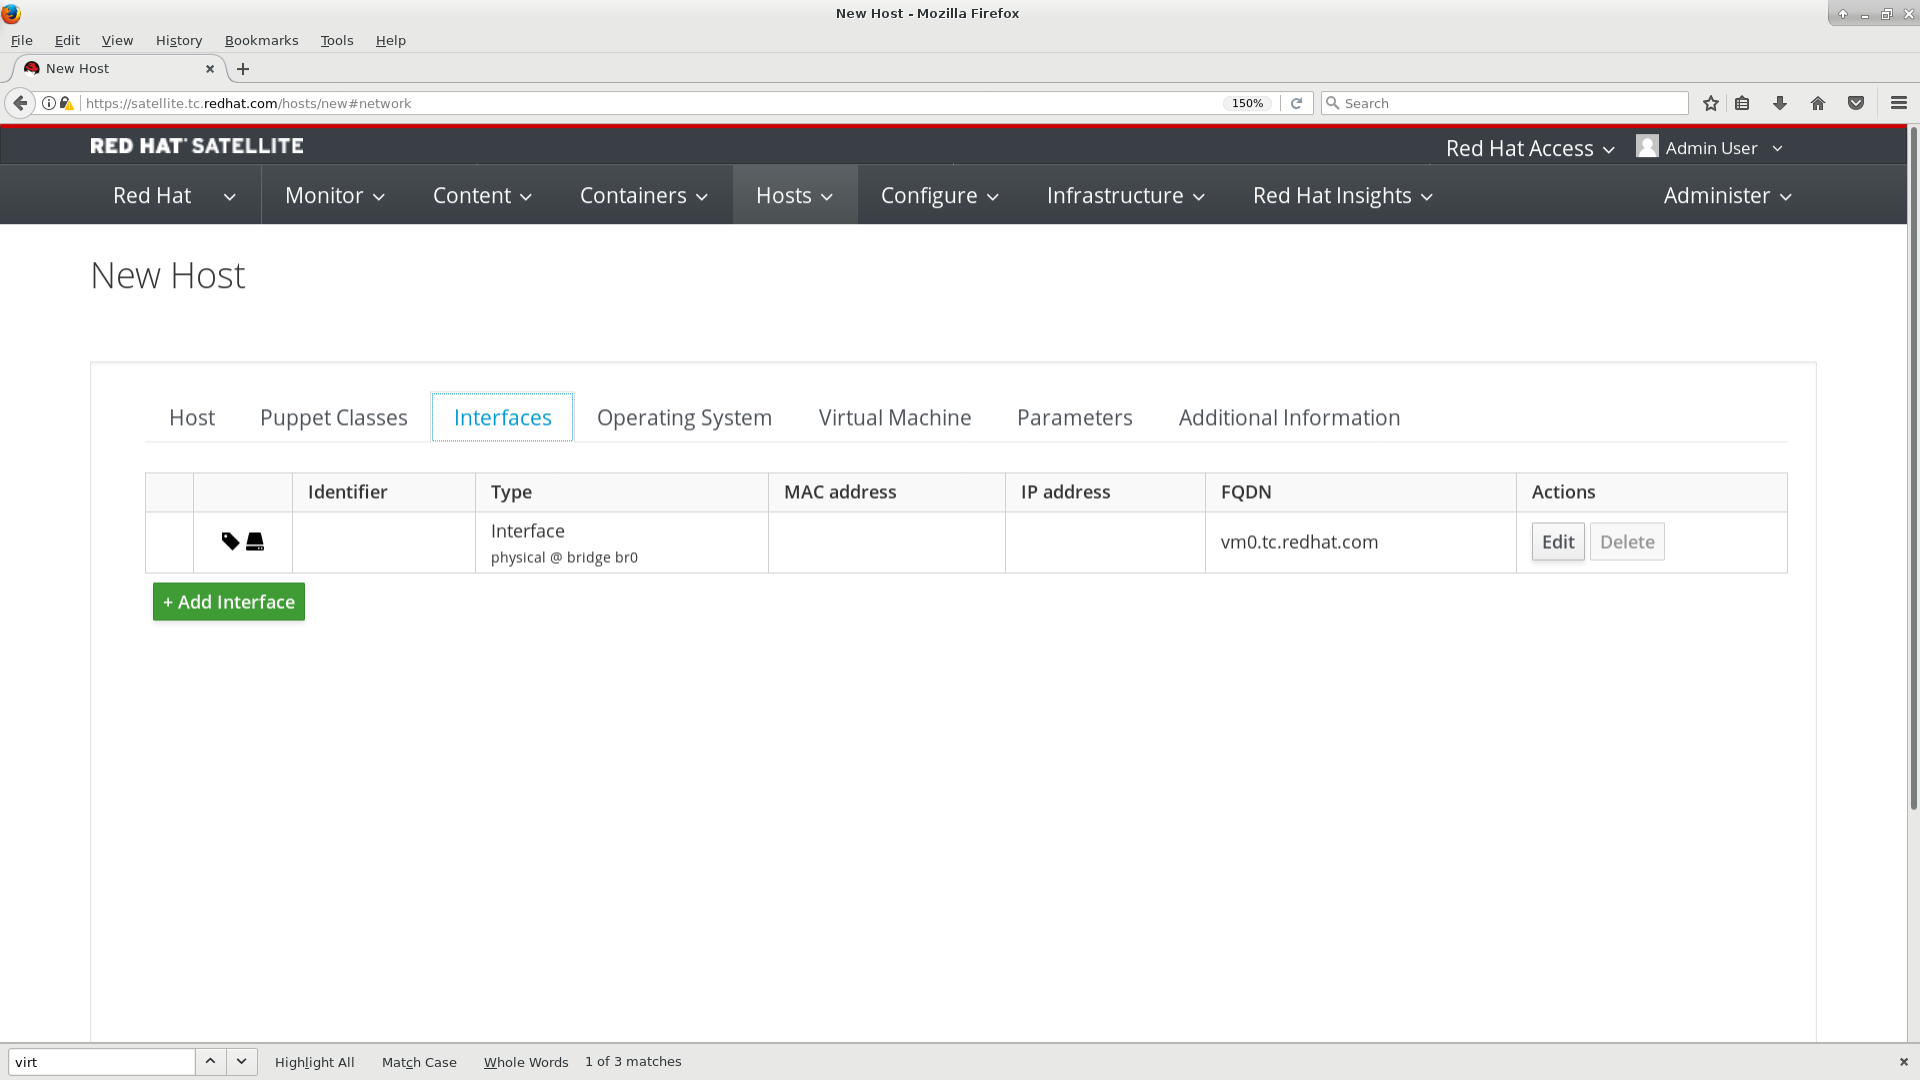 New Host - Mozilla Firefox
File Edit View History Bookmarks Tools Help
New Host
https://satellite.tc.redhat.com/hosts/new#network 150% Search
RED HAT SATELLITE Red Hat Access Admin User
Red Hat Monitor Content Containers Hosts Configure Infrastructure Red Hat Insights Administer
New Host
Host Puppet Classes Interfaces Operating System Virtual Machine Parameters Additional Information
Identifier Type MAC address IP address FQDN Actions
Interface
physical @ bridge br0
vm0.tc.redhat.com Edit Delete
+ Add Interface
virt Highlight All Match Case Whole Words 1 of 3 matches